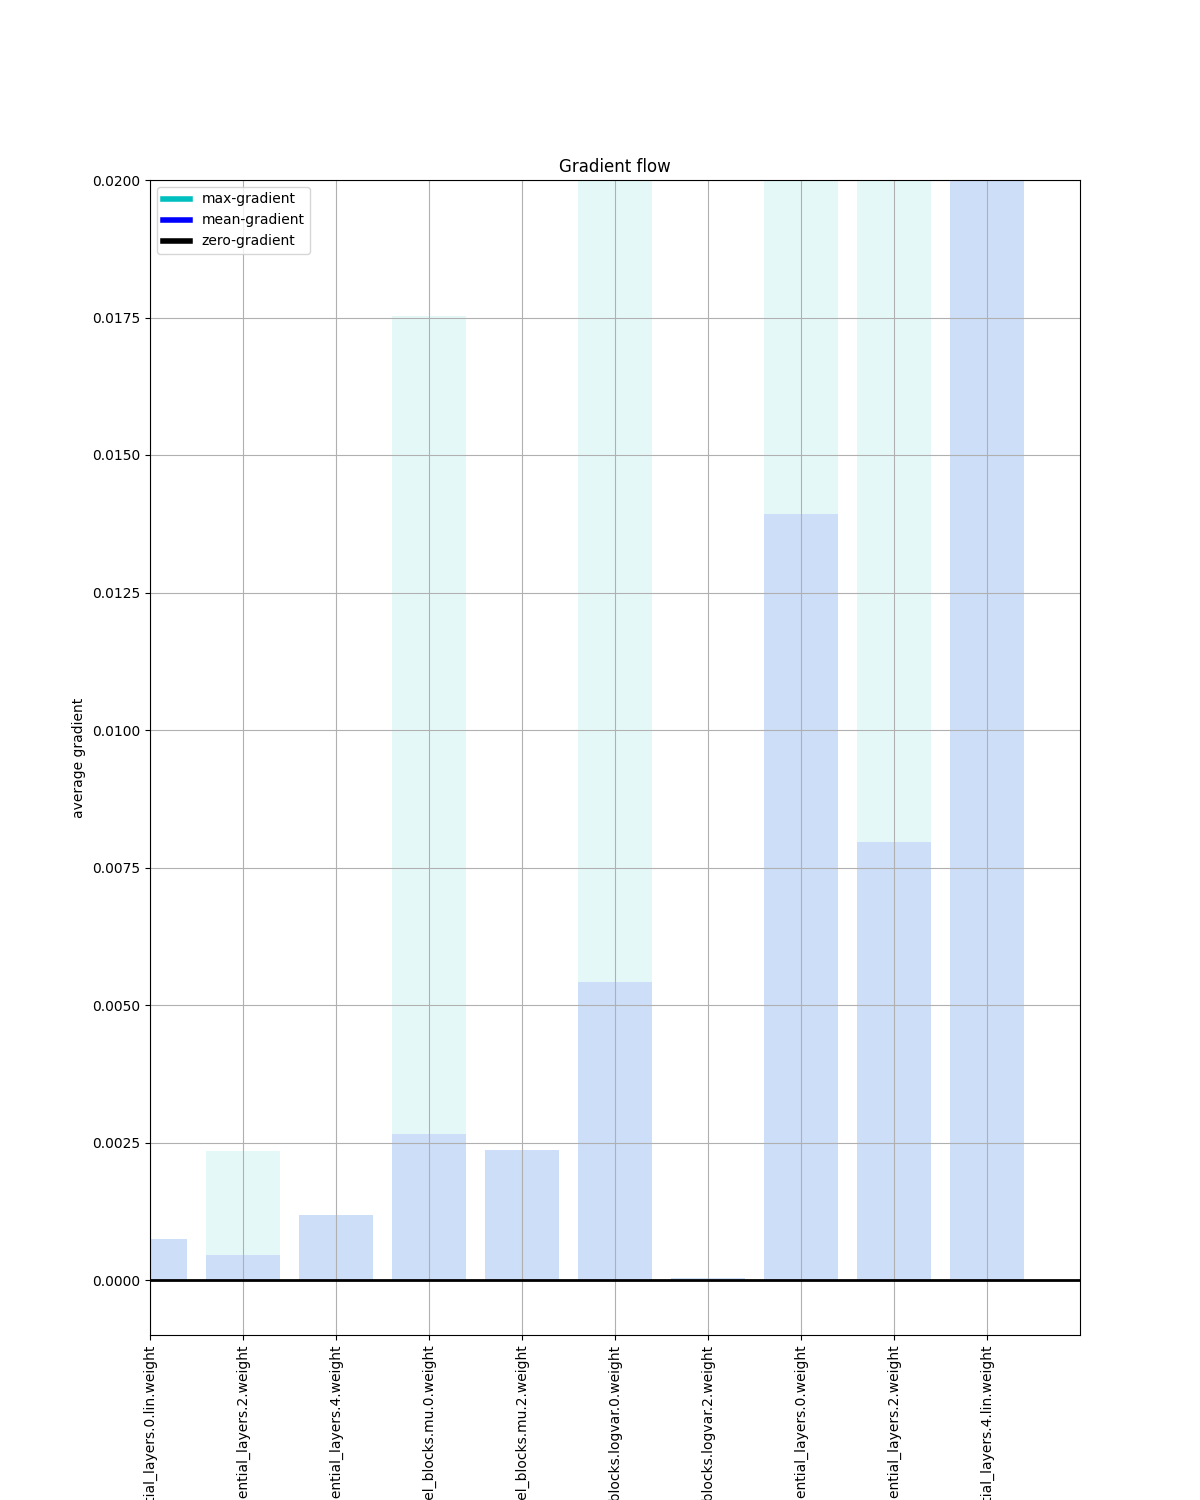 Gradient flow
max-gradient
mean-gradient
zero-gradient
0.0200
0.0175
0.0150
0.0125
0.0100
0.0075
0.0050
0.0025
0.0000
average gradient
tial_layers.0.lin.weight
ential_layers.2.weight
ential_layers.4.weight
el_blocks.mu.0.weight
el_blocks.mu.2.weight
blocks.logvar.0.weight
blocks.logvar.2.weight
ential_layers.0.weight
ential_layers.2.weight
tial_layers.4.lin.weight